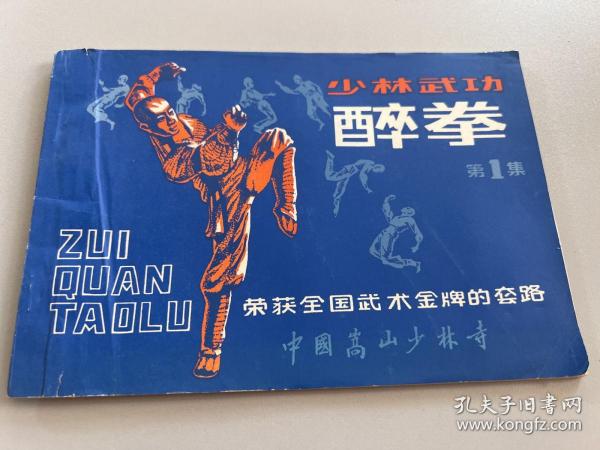 少林武功
醉拳
第1集
ZUI
QUAN
TAOLU
荣获全国武术金牌的套路
中國嵩山少林寺
孔夫子旧书网
www.kongfz.com